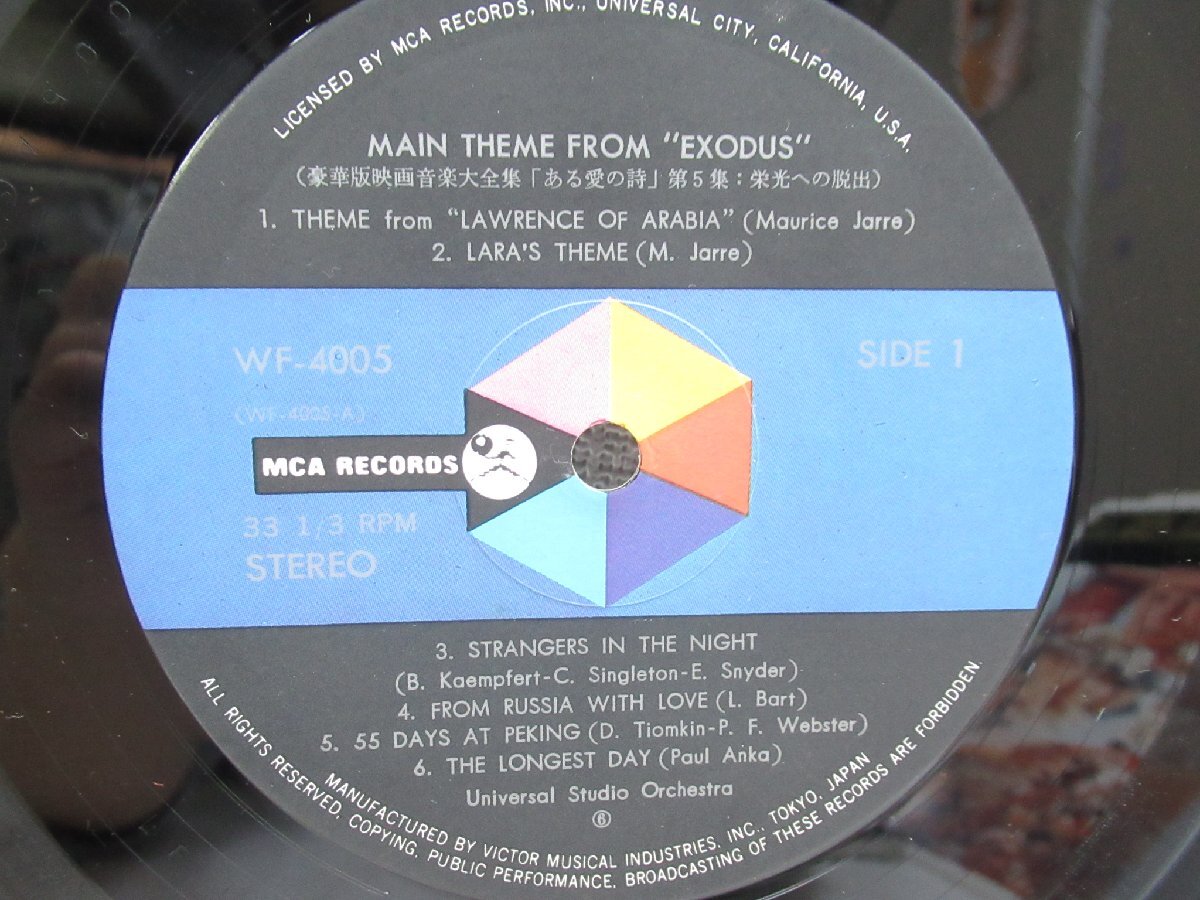 LICENSED BY MCA RECORDS, INC., UNIVERSAL CITY, CALIFORNIA, U.S.A.
MAIN THEME FROM "EXODUS"
(豪華版映画音楽大全集「ある愛の詩」第5集:栄光への脱出)
1. THEME from "LAWRENCE OF ARABIA" (Maurice Jarre)
2. LARA'S THEME (M. Jarre)
WF-4005
SIDE 1
(WF-4005-A)
MCA RECORDS
33 1/3 RPM
STEREO
3. STRANGERS IN THE NIGHT
(B. Kaempfert-C. Singleton-E. Snyder)
4. FROM RUSSIA WITH LOVE (L. Bart)
5. 55 DAYS AT PEKING (D. Tiomkin-P. F. Webster)
6. THE LONGEST DAY (Paul Anka)
Universal Studio Orchestra
⑥
MANUFACTURED BY VICTOR MUSICAL INDUSTRIES, INC., TOKYO, JAPAN
ALL RIGHTS RESERVED, COPYING, PUBLIC PERFORMANCE, BROADCASTING OF THESE RECORDS ARE FORBIDDEN.